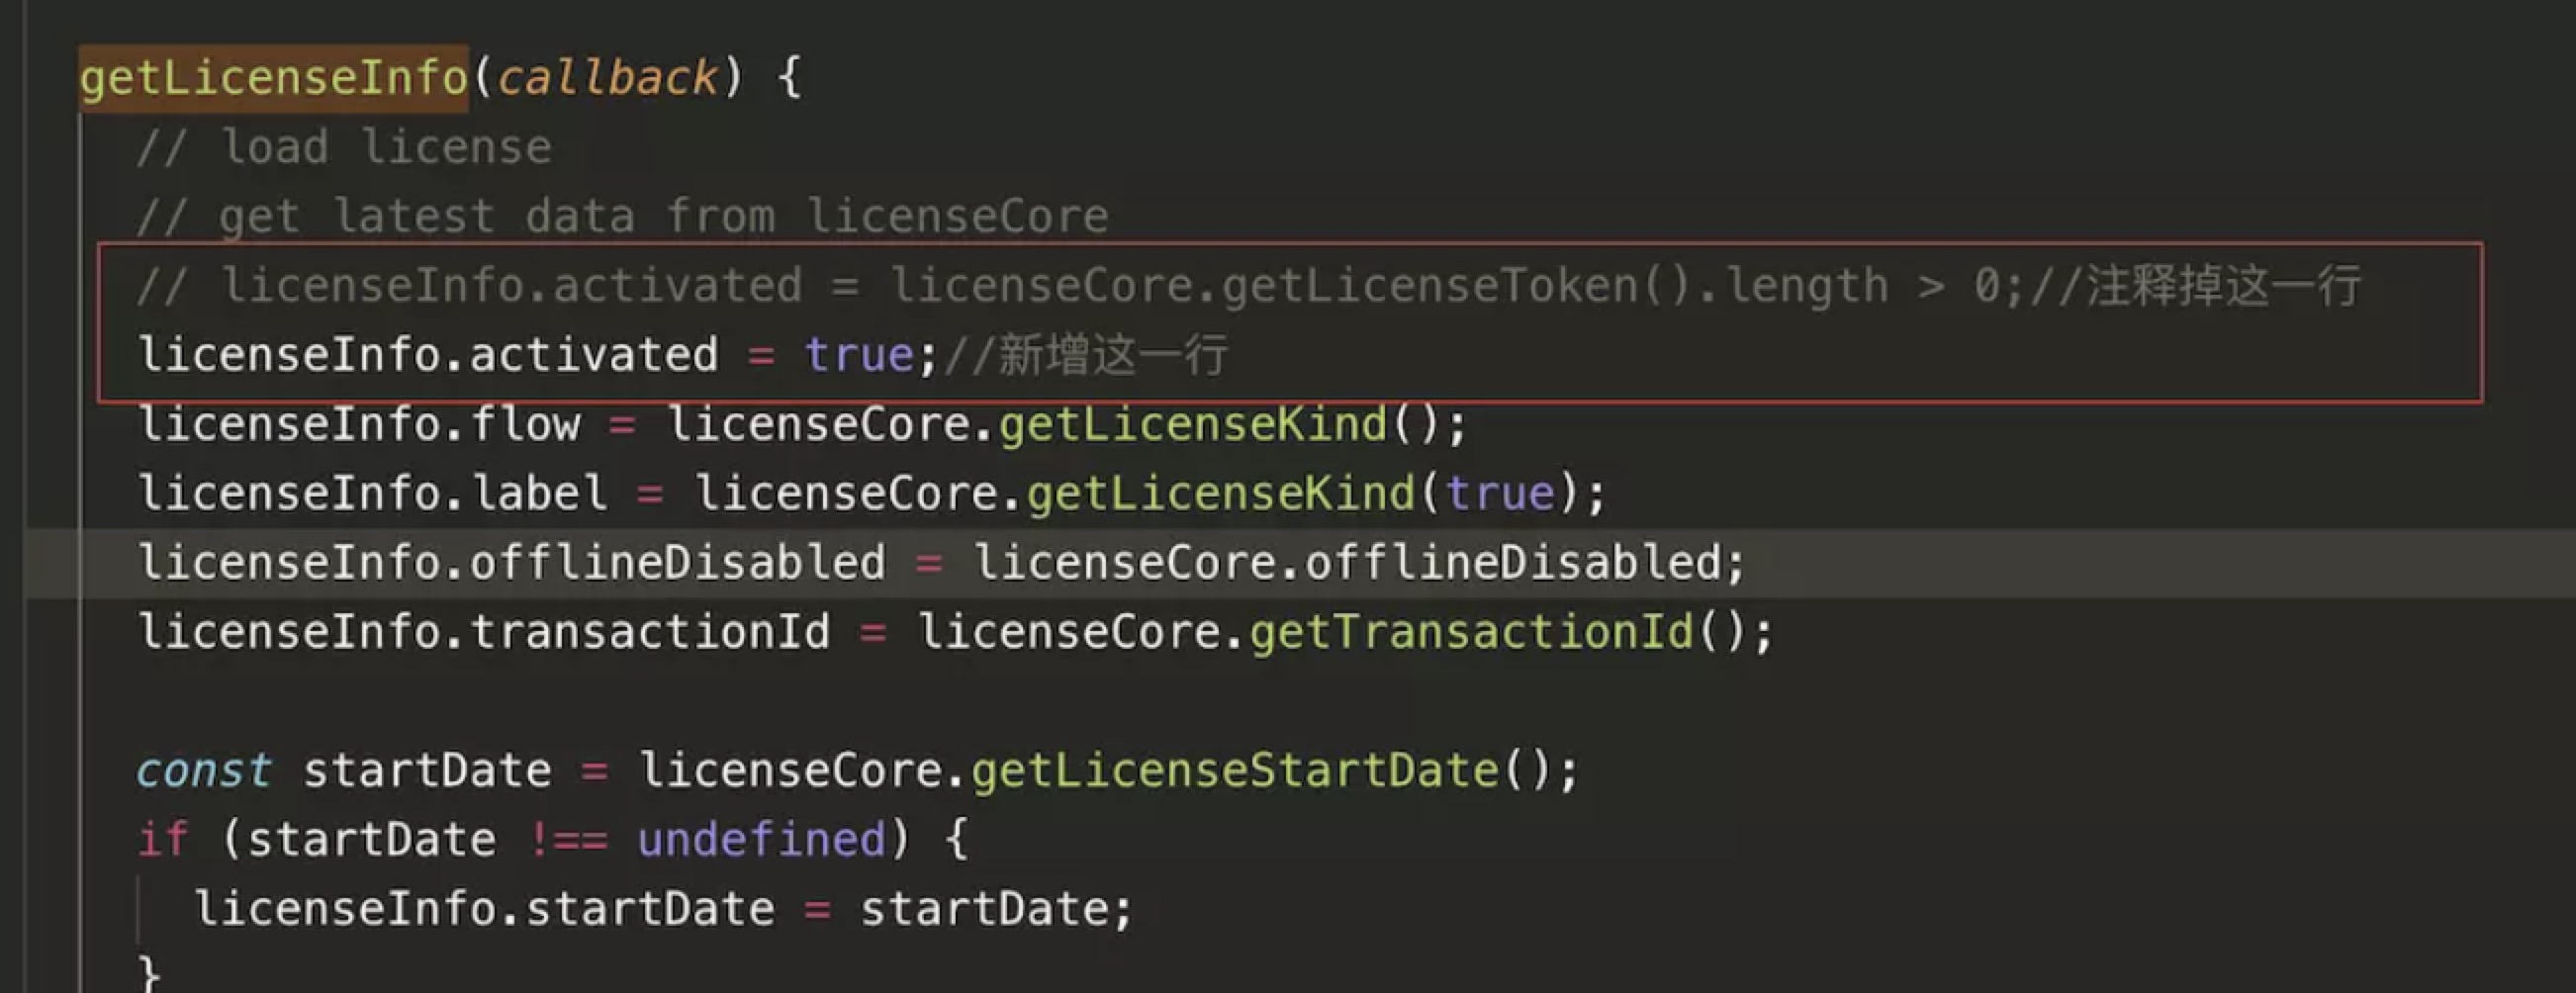 getLicenseInfo(callback) {
// load license
// get latest data from licenseCore
// licenseInfo.activated = licenseCore.getLicenseToken().length > 0;//注释掉这一行
licenseInfo.activated = true;//新增这一行
licenseInfo.flow = licenseCore.getLicenseKind();
licenseInfo.label = licenseCore.getLicenseKind(true);
licenseInfo.offlineDisabled = licenseCore.offlineDisabled;
licenseInfo.transactionId = licenseCore.getTransactionId();
const startDate = licenseCore.getLicenseStartDate();
if (startDate !== undefined) {
licenseInfo.startDate = startDate;
}